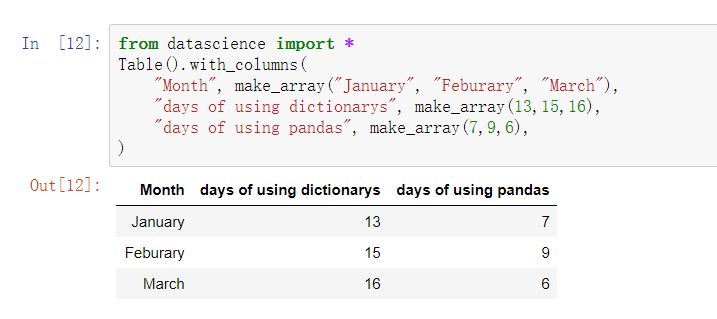 In [12]: from datascience import *
Table().with_columns(
    "Month", make_array("January", "Feburary", "March"),
    "days of using dictionarys", make_array(13,15,16),
    "days of using pandas", make_array(7,9,6),
)
Out[12]: Month days of using dictionarys days of using pandas
January 13 7
Feburary 15 9
March 16 6